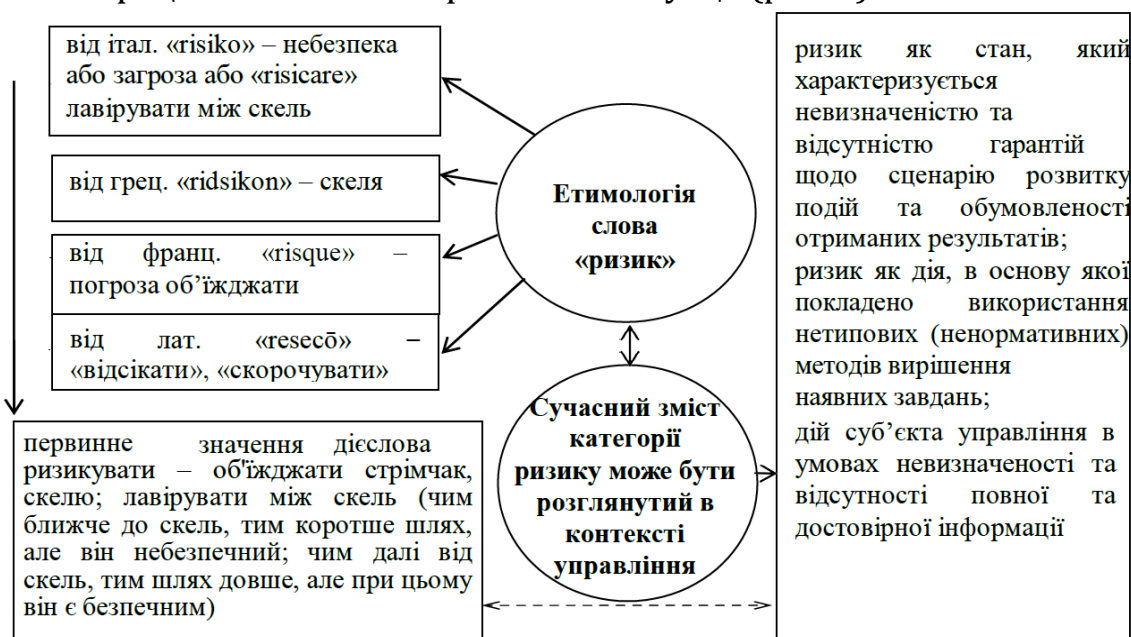 від італ. «risiko» – небезпека
або загроза або «risicare»
лавірувати між скель
від грец. «ridsikon» – скеля
від франц. «risque» –
погроза об’їжджати
від лат. «resecō» –
«відсікати», «скорочувати»
Етимологія
слова
«ризик»
Сучасний зміст
категорії
ризику може бути
розглянутий в
контексті
управління
первинне значення дієслова
ризикувати – об'їжджати стрімчак,
скелю; лавірувати між скель (чим
ближче до скель, тим коротше шлях,
але він небезпечний; чим далі від
скель, тим шлях довше, але при цьому
він є безпечним)
ризик як стан, який
характеризується
невизначеністю та
відсутністю гарантій
щодо сценарію розвитку
подій та обумовленості
отриманих результатів;
ризик як дія, в основу якої
покладено використання
нетипових (ненормативних)
методів вирішення
наявних завдань;
дій суб’єкта управління в
умовах невизначеності та
відсутності повної та
достовірної інформації